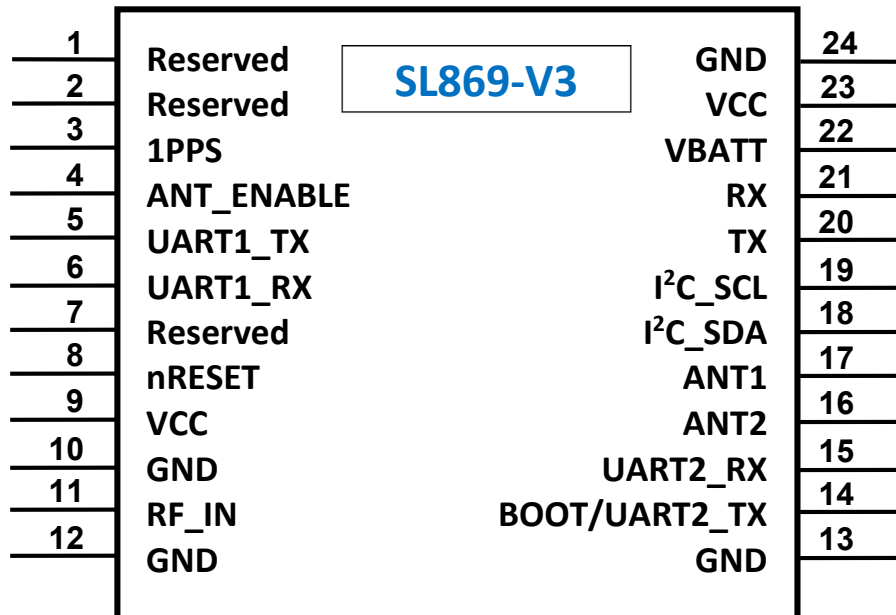 SL869-V3
1 Reserved GND 24
2 Reserved VCC 23
3 1PPS VBATT 22
4 ANT_ENABLE RX 21
5 UART1_TX TX 20
6 UART1_RX I²C_SCL 19
7 Reserved I²C_SDA 18
8 nRESET ANT1 17
9 VCC ANT2 16
10 GND UART2_RX 15
11 RF_IN BOOT/UART2_TX 14
12 GND GND 13